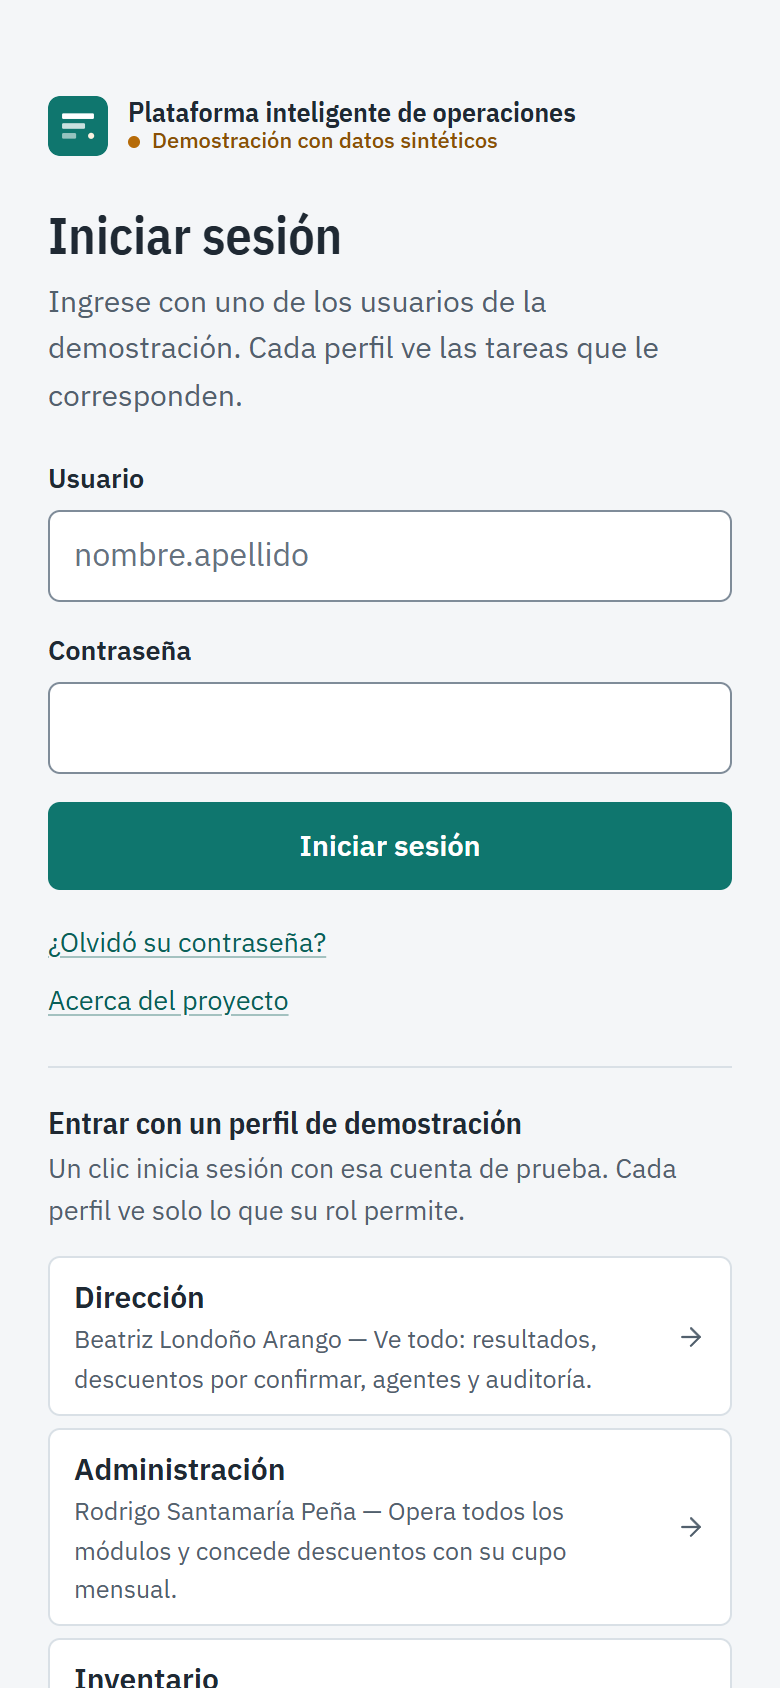 Plataforma inteligente de operaciones
Demostración con datos sintéticos
Iniciar sesión
Ingrese con uno de los usuarios de la
demostración. Cada perfil ve las tareas que le
corresponden.
Usuario
nombre.apellido
Contraseña
Iniciar sesión
¿Olvidó su contraseña?
Acerca del proyecto
Entrar con un perfil de demostración
Un clic inicia sesión con esa cuenta de prueba. Cada
perfil ve solo lo que su rol permite.
Dirección
Beatriz Londoño Arango — Ve todo: resultados,
descuentos por confirmar, agentes y auditoría.
Administración
Rodrigo Santamaría Peña — Opera todos los
módulos y concede descuentos con su cupo
mensual.
Inventario